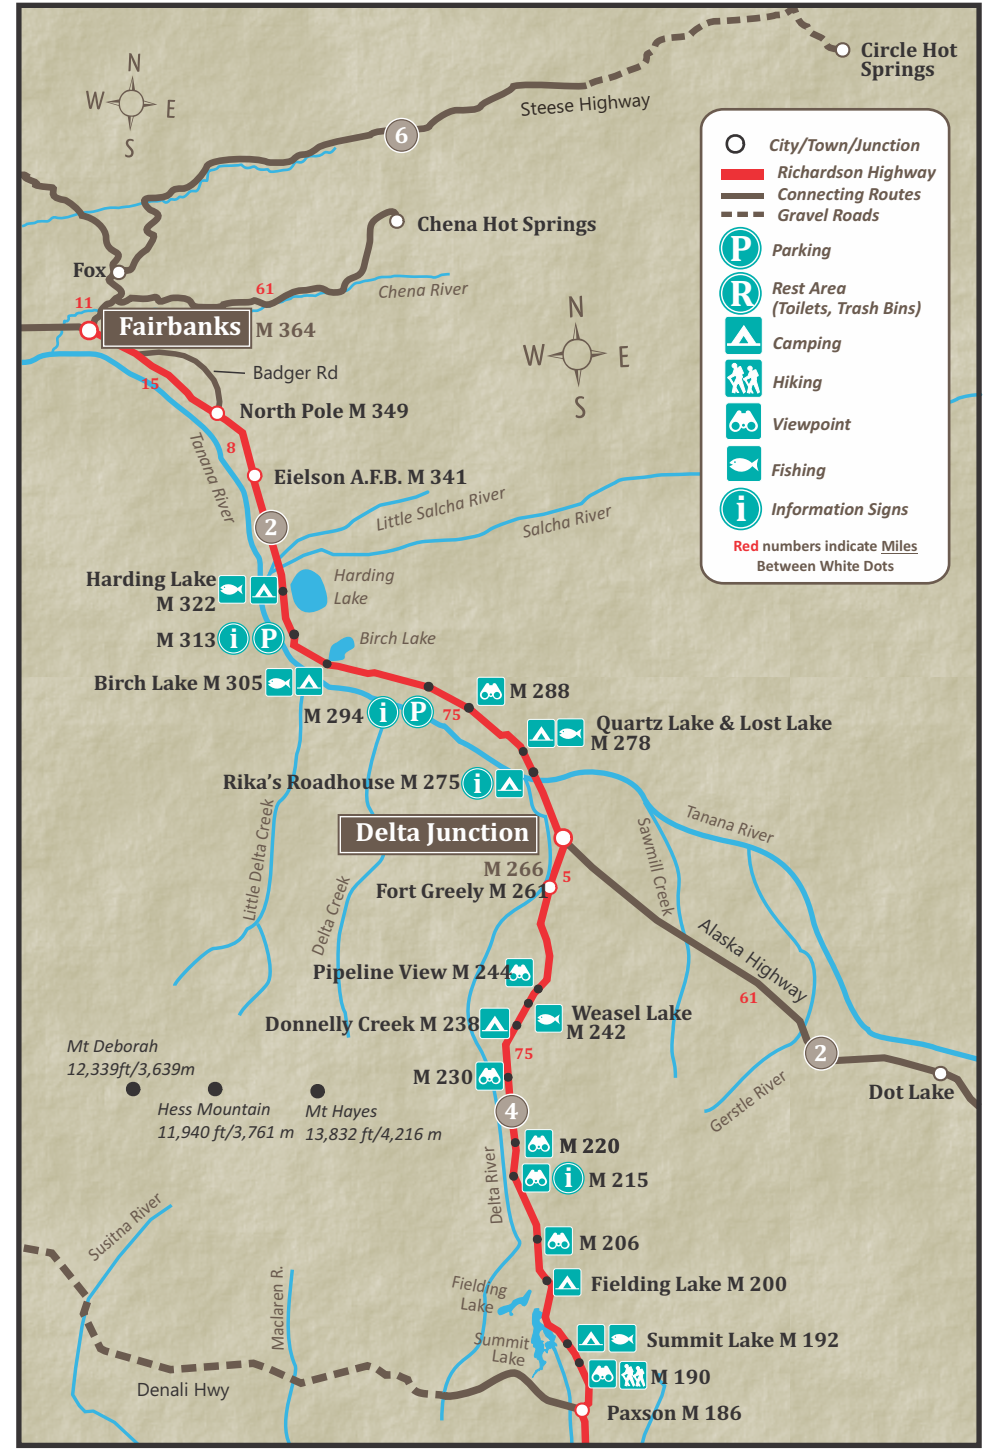 Circle Hot
Springs
N
W
E
S
Steese Highway
6
City/Town/Junction
Richardson Highway
Connecting Routes
Gravel Roads
P
Parking
R
Rest Area
(Toilets, Trash Bins)
Camping
Hiking
Viewpoint
Fishing
i
Information Signs
Red numbers indicate Miles
Between White Dots
Chena Hot Springs
Fox
61
Chena River
11
Fairbanks
M 364
N
W
E
S
Badger Rd
15
North Pole M 349
8
Tanana River
Eielson A.F.B. M 341
Little Salcha River
Salcha River
2
Harding Lake
M 322
Harding
Lake
M 313
i
P
Birch Lake
Birch Lake M 305
M 288
M 294
i
P
75
Quartz Lake & Lost Lake
M 278
Rika's Roadhouse M 275
i
Little Delta Creek
Delta Junction
M 266
Sawmill Creek
Tanana River
5
Fort Greely M 261
Delta Creek
Alaska Highway
Pipeline View M 244
61
Weasel Lake
M 242
Donnelly Creek M 238
75
2
Mt Deborah
12,339ft/3,639m
M 230
Dot Lake
Gerstle River
Hess Mountain
11,940 ft/3,761 m
Mt Hayes
13,832 ft/4,216 m
4
M 220
Delta River
i
M 215
Susitna River
M 206
Maclaren R.
Fielding
Lake
Fielding Lake M 200
Summit
Lake
Summit Lake M 192
M 190
Denali Hwy
Paxson M 186